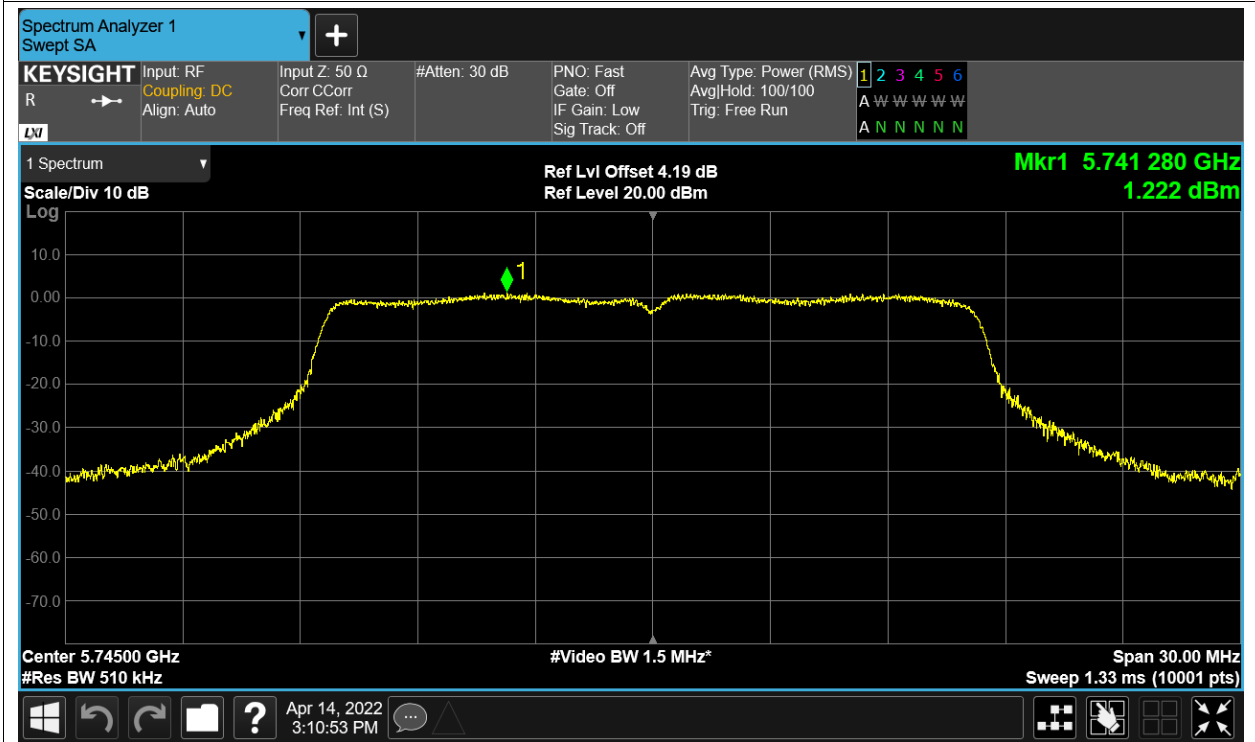 Spectrum Analyzer 1
Swept SA
KEYSIGHT
R
LXI
Input: RF
Coupling: DC
Align: Auto
Input Z: 50 Ω
Corr CCorr
Freq Ref: Int (S)
#Atten: 30 dB
PNO: Fast
Gate: Off
IF Gain: Low
Sig Track: Off
Avg Type: Power (RMS)
Avg|Hold: 100/100
Trig: Free Run
1 2 3 4 5 6
A W W W W W
A N N N N N
1 Spectrum
Scale/Div 10 dB
Log
Ref Lvl Offset 4.19 dB
Ref Level 20.00 dBm
Mkr1 5.741 280 GHz
1.222 dBm
1
10.0
0.00
-10.0
-20.0
-30.0
-40.0
-50.0
-60.0
-70.0
Center 5.74500 GHz
#Res BW 510 kHz
#Video BW 1.5 MHz*
Span 30.00 MHz
Sweep 1.33 ms (10001 pts)
?
Apr 14, 2022
3:10:53 PM